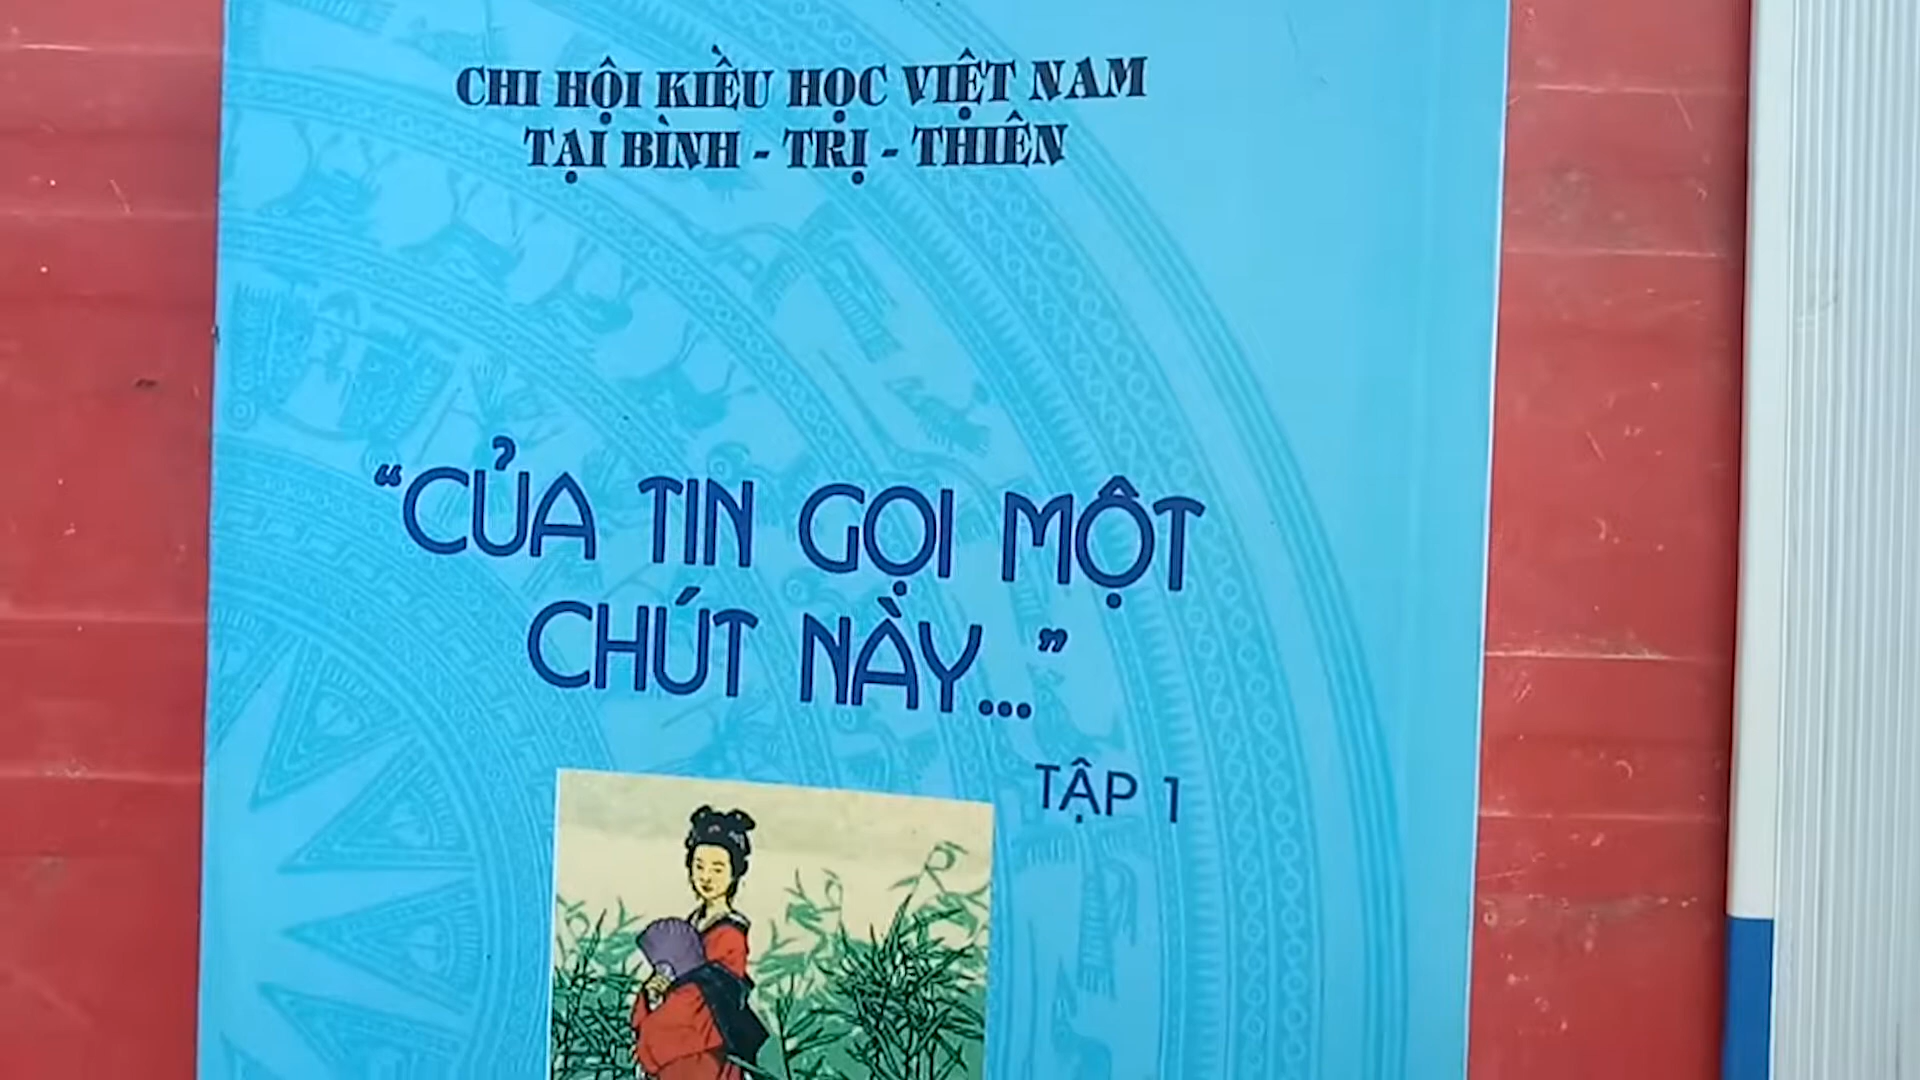 CHI HỘI KIỀU HỌC VIỆT NAM
TẠI BÌNH - TRỊ - THIÊN
“CỦA TIN GỌI MỘT
CHÚT NÀY...”
TẬP 1